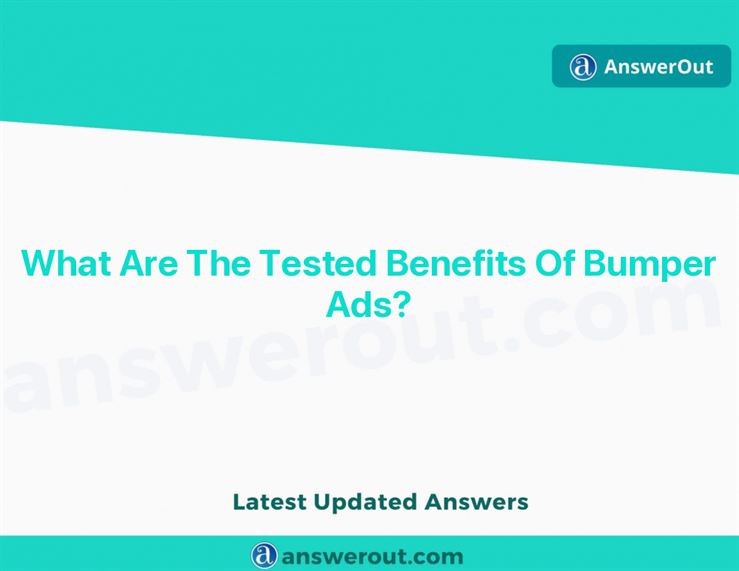 a AnswerOut
What Are The Tested Benefits Of Bumper
Ads?
answerout.com
Latest Updated Answers
a answerout.com